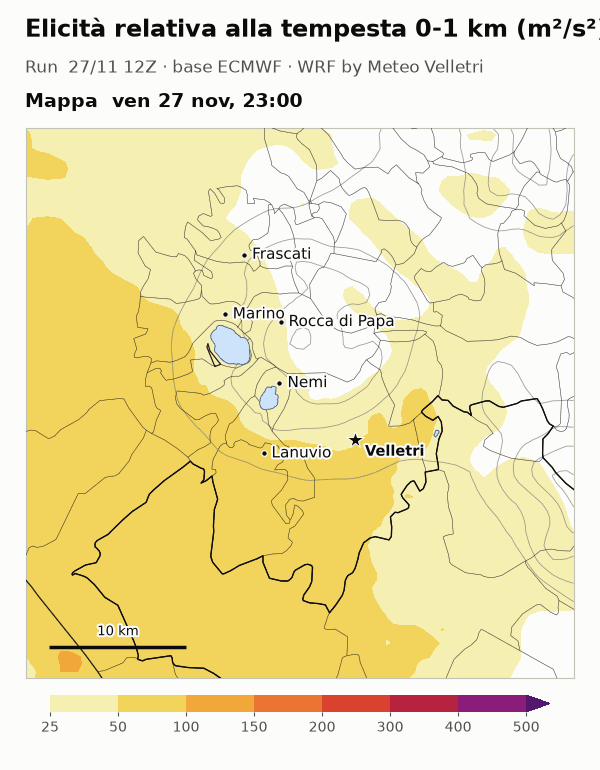 Elicità relativa alla tempesta 0-1 km (m²/s²)
Run  27/11 12Z · base ECMWF · WRF by Meteo Velletri
Mappa  ven 27 nov, 23:00
Frascati
Marino
Rocca di Papa
Nemi
Velletri
Lanuvio
10 km
25 50 100 150 200 300 400 500